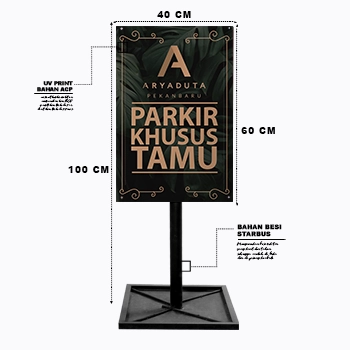 40 CM
UV PRINT
BAHAN ACP
A
ARYADUTA
PEKANBARU
PARKIR
KHUSUS
TAMU
60 CM
100 CM
BAHAN BESI
STARBUS